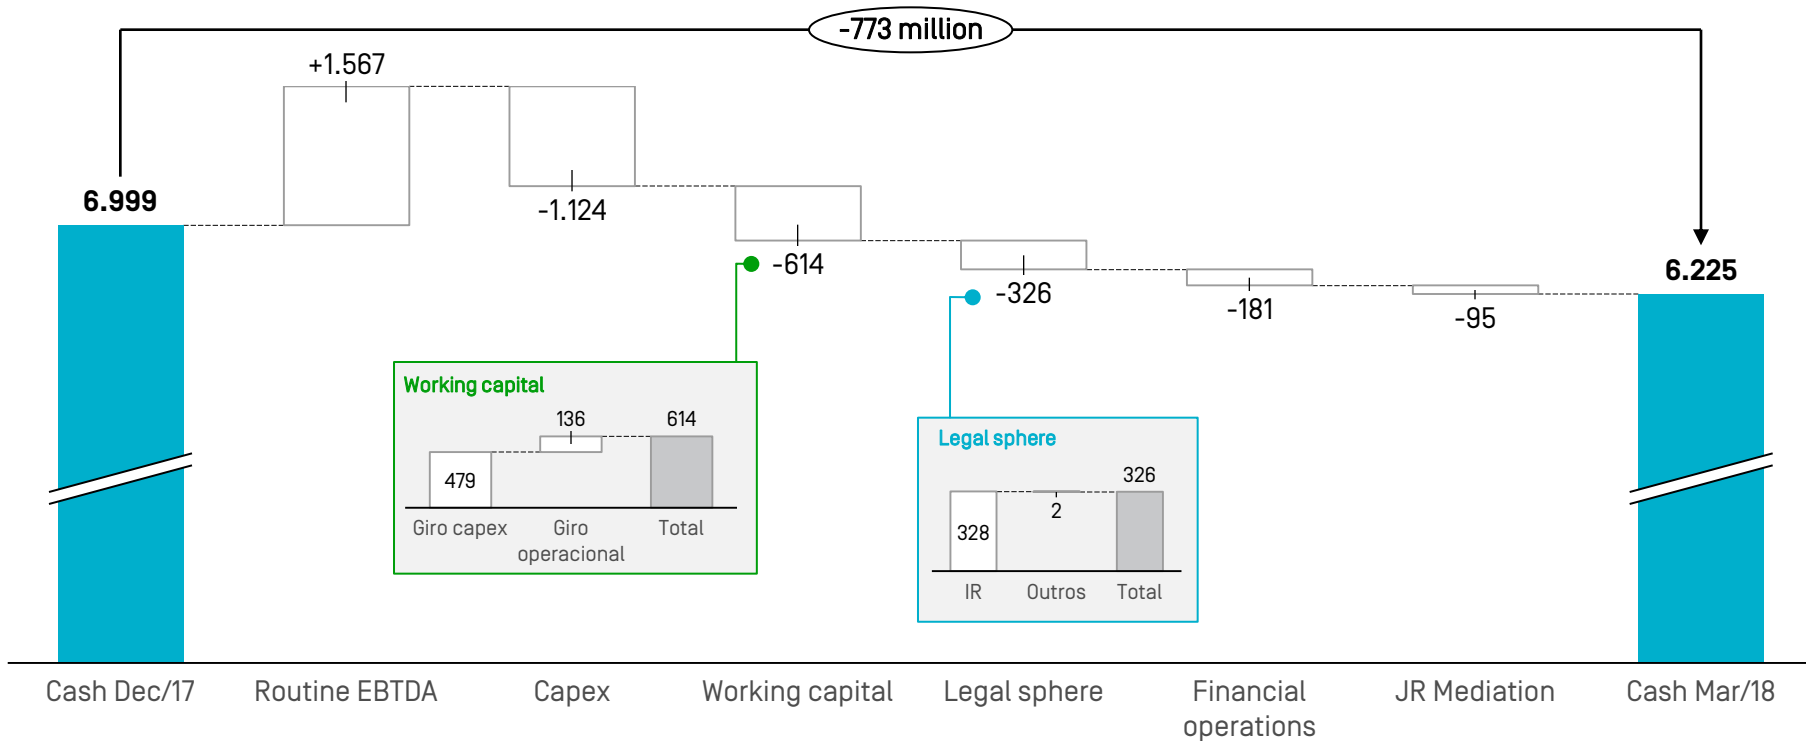 -773 million
+1.567
6.999
-1.124
-614
-326
-181
-95
6.225
Working capital
136
614
479
Giro capex
Giro
operacional
Total
Legal sphere
326
328
2
IR
Outros
Total
Cash Dec/17
Routine EBTDA
Capex
Working capital
Legal sphere
Financial
operations
JR Mediation
Cash Mar/18